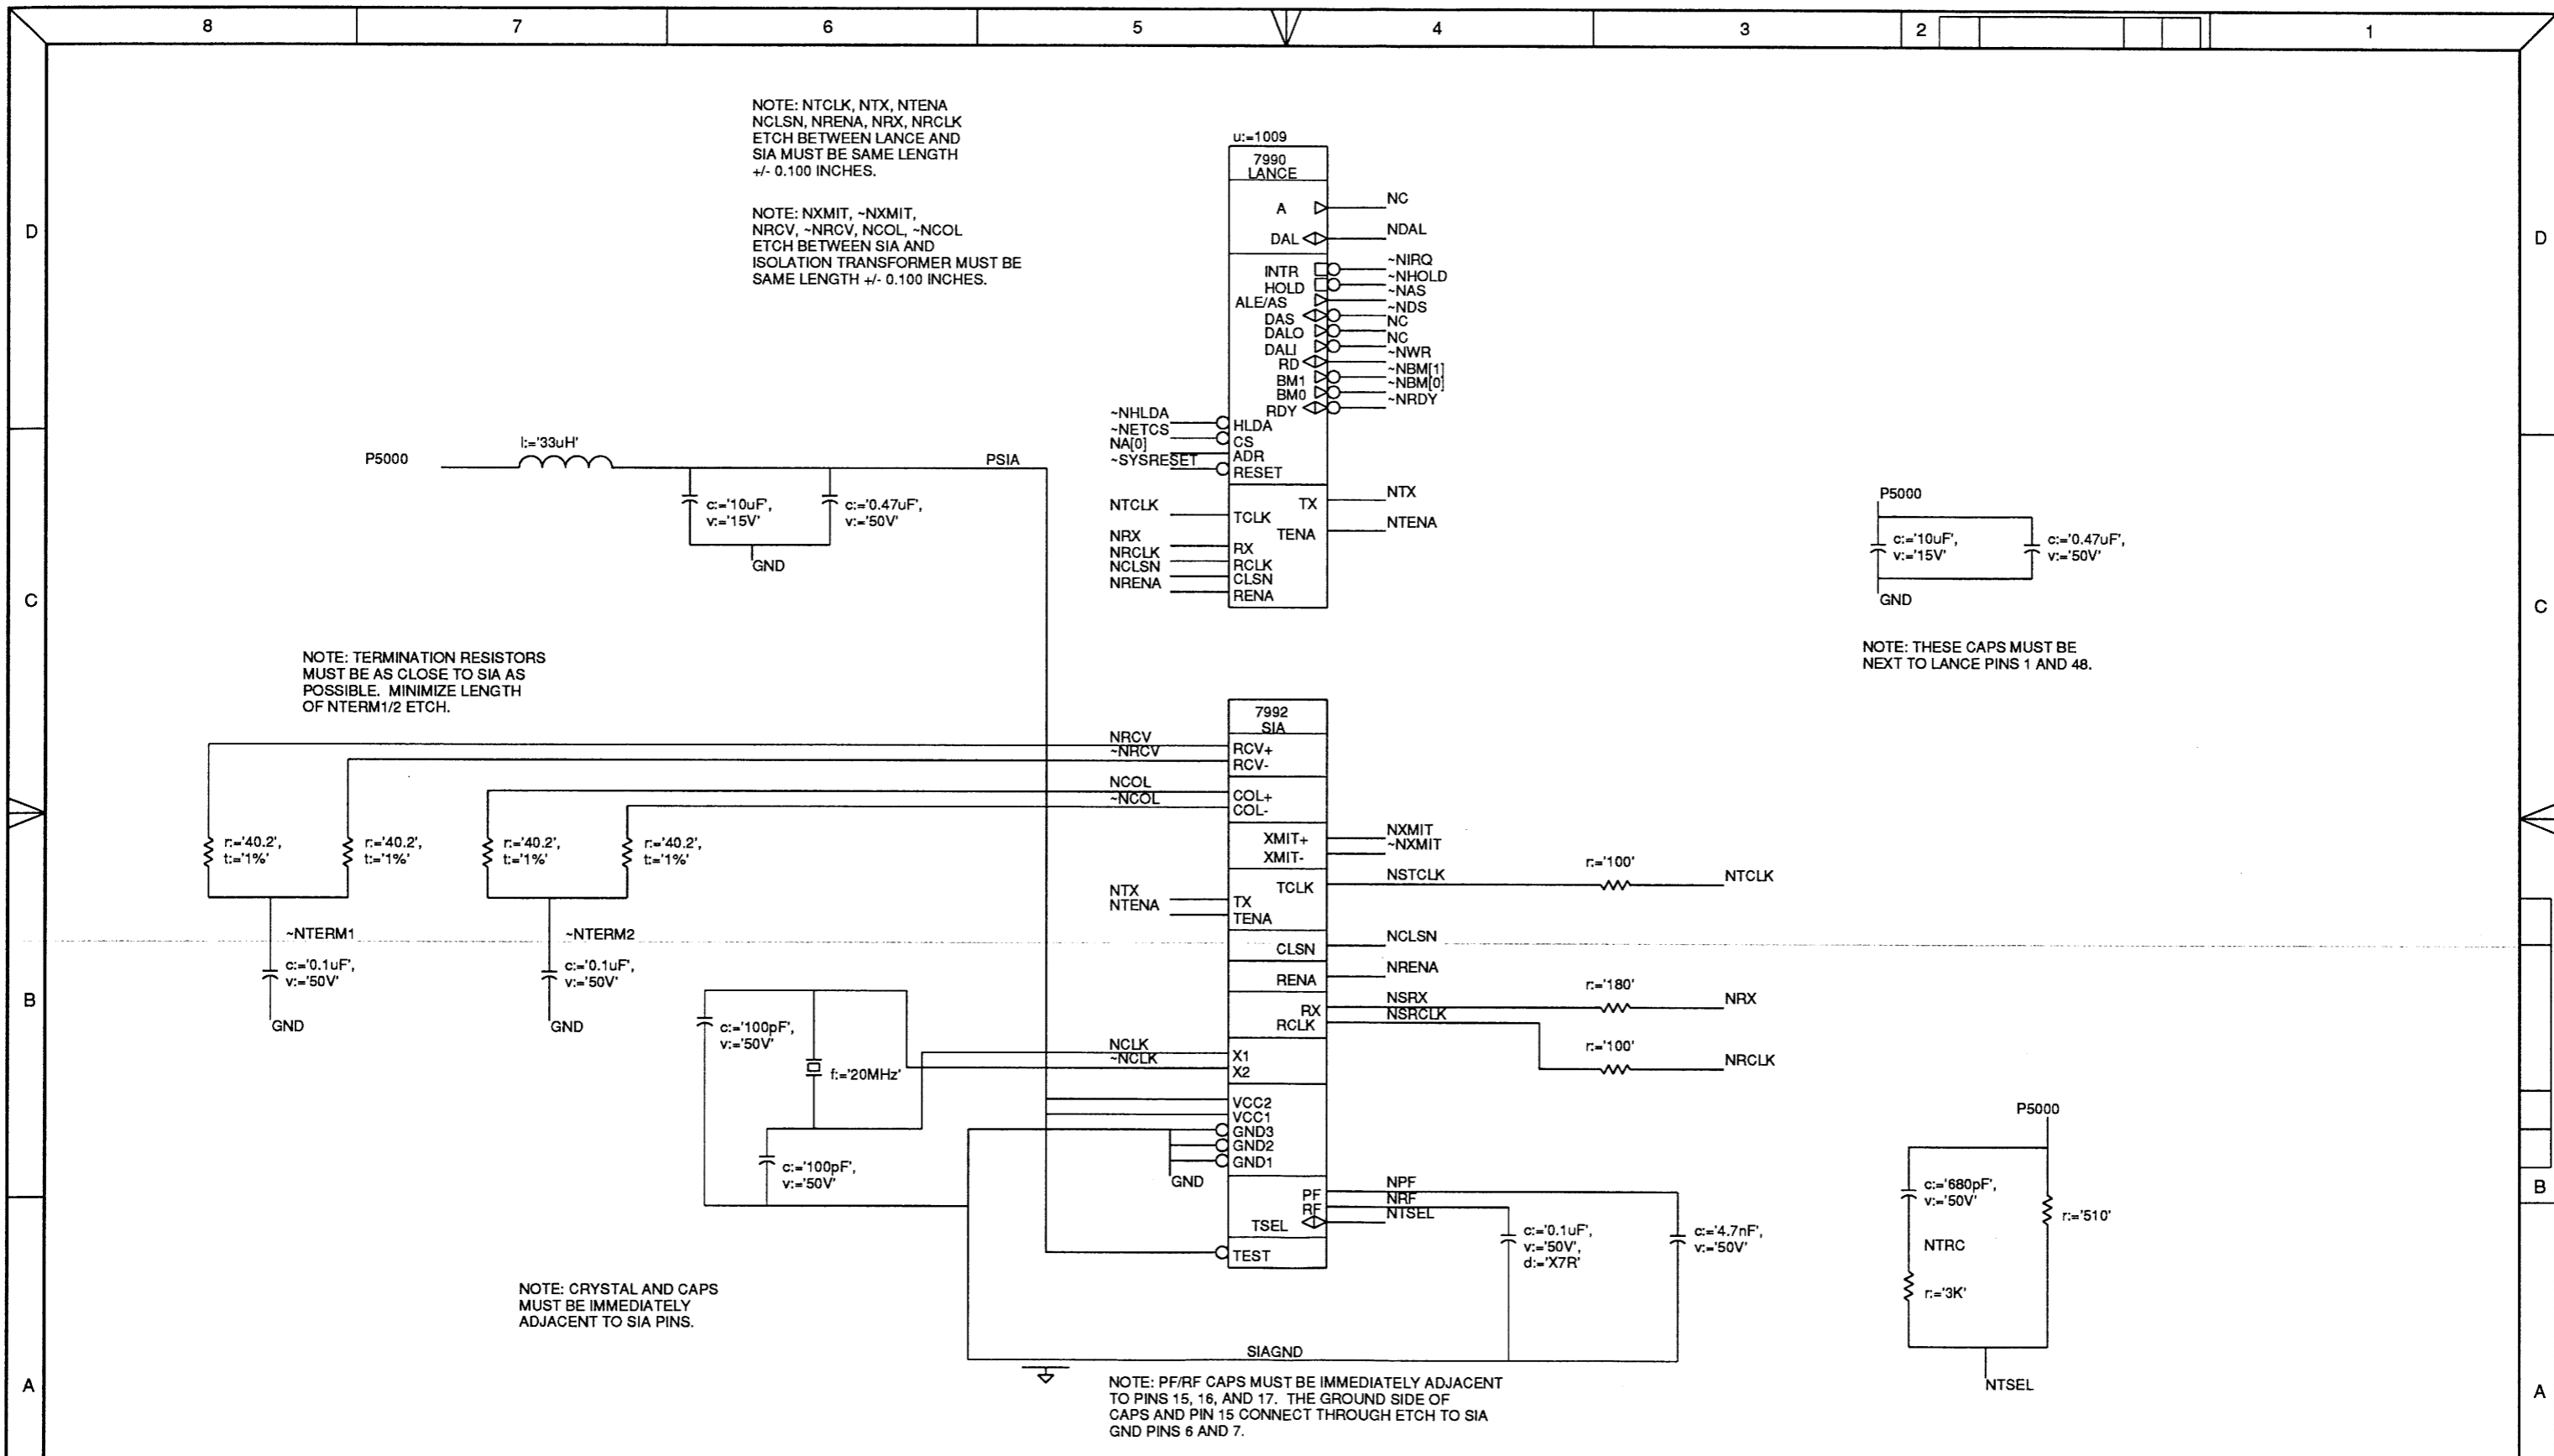 8 7 6 5 4 3 2 1
NOTE: NTCLK, NTX, NTENA
NCLSN, NRENA, NRX, NRCLK
ETCH BETWEEN LANCE AND
SIA MUST BE SAME LENGTH
+/- 0.100 INCHES.
NOTE: NXMIT, ~NXMIT,
NRCV, ~NRCV, NCOL, ~NCOL
ETCH BETWEEN SIA AND
ISOLATION TRANSFORMER MUST BE
SAME LENGTH +/- 0.100 INCHES.
D
D
u:=1009
7990
LANCE
A NC
DAL NDAL
INTR ~NIRQ
HOLD ~NHOLD
ALE/AS ~NAS
DAS ~NDS
DALO NC
DALI NC
RD ~NWR
BM1 ~NBM[1]
BM0 ~NBM[0]
RDY ~NRDY
~NHLDA HLDA
~NETCS CS
NA[0] ADR
~SYSRESET RESET
TX NTX
NTCLK TCLK
TENA NTENA
NRX RX
NRCLK RCLK
NCLSN CLSN
NRENA RENA
P5000
l:='33uH'
PSIA
c:='10uF',
v:='15V'
c:='0.47uF',
v:='50V'
GND
P5000
c:='10uF',
v:='15V'
c:='0.47uF',
v:='50V'
GND
NOTE: THESE CAPS MUST BE
NEXT TO LANCE PINS 1 AND 48.
C
C
NOTE: TERMINATION RESISTORS
MUST BE AS CLOSE TO SIA AS
POSSIBLE. MINIMIZE LENGTH
OF NTERM1/2 ETCH.
7992
SIA
NRCV RCV+
~NRCV RCV-
NCOL COL+
~NCOL COL-
XMIT+ NXMIT
XMIT- ~NXMIT
TCLK NSTCLK r:='100' NTCLK
NTX TX
NTENA TENA
CLSN NCLSN
RENA NRENA
RX NSRX r:='180' NRX
RCLK NSRCLK r:='100' NRCLK
NCLK X1
~NCLK X2
VCC2
VCC1
GND3
GND2
GND1
GND
PF NPF
RF NRF
TSEL NTSEL
TEST
r:='40.2',
t:='1%'
r:='40.2',
t:='1%'
r:='40.2',
t:='1%'
r:='40.2',
t:='1%'
~NTERM1
~NTERM2
c:='0.1uF',
v:='50V'
c:='0.1uF',
v:='50V'
GND
GND
B
B
c:='100pF',
v:='50V'
f:='20MHz'
c:='100pF',
v:='50V'
c:='0.1uF',
v:='50V',
d:='X7R'
c:='4.7nF',
v:='50V'
P5000
c:='680pF',
v:='50V'
r:='510'
NTRC
r:='3K'
NTSEL
NOTE: CRYSTAL AND CAPS
MUST BE IMMEDIATELY
ADJACENT TO SIA PINS.
SIAGND
NOTE: PF/RF CAPS MUST BE IMMEDIATELY ADJACENT
TO PINS 15, 16, AND 17. THE GROUND SIDE OF
CAPS AND PIN 15 CONNECT THROUGH ETCH TO SIA
GND PINS 6 AND 7.
A
A